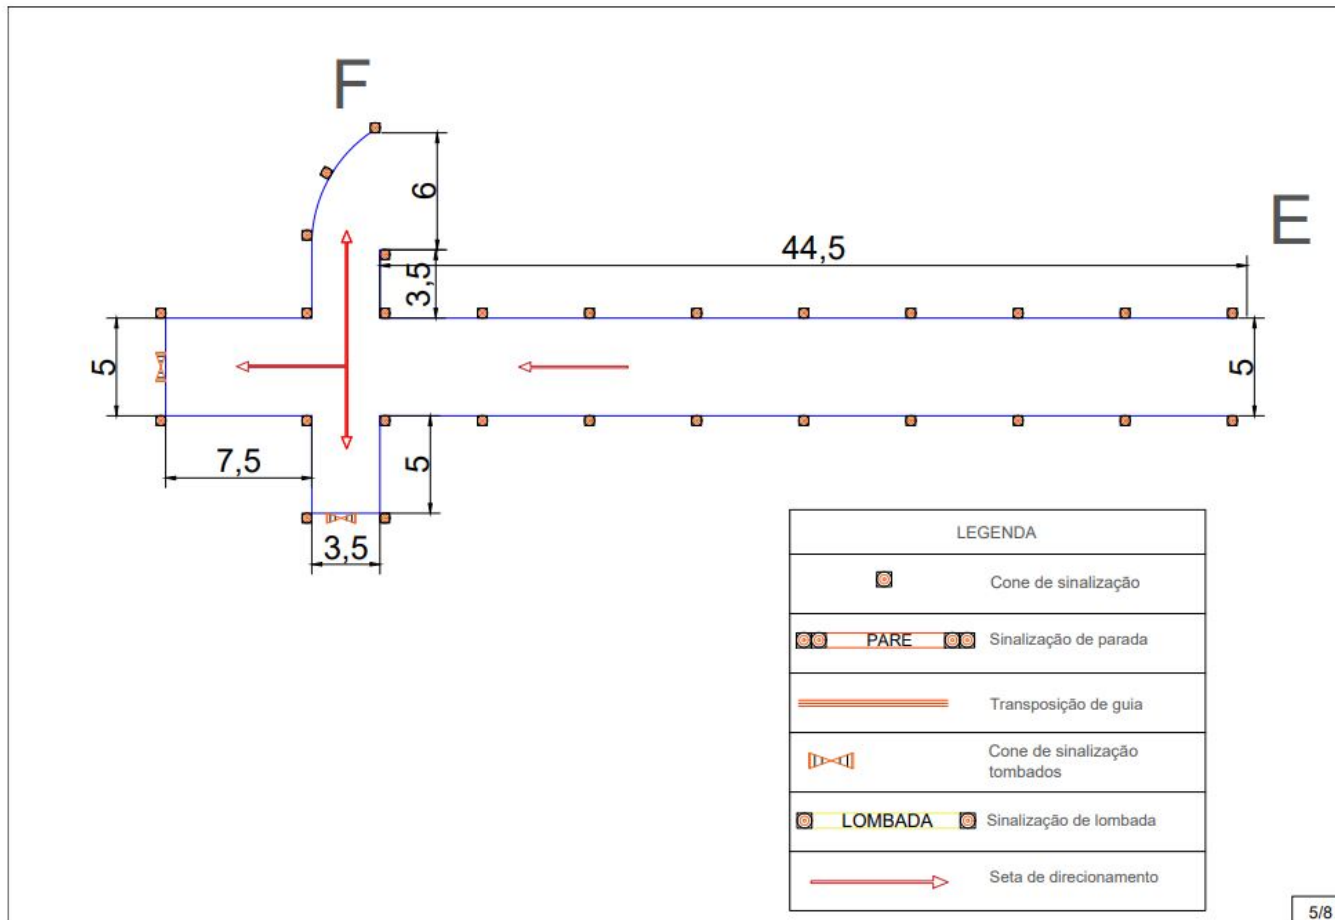 F
E
6
44,5
3,5
5
5
7,5
5
3,5
LEGENDA
Cone de sinalização
PARE
Sinalização de parada
Transposição de guia
Cone de sinalização
tombados
LOMBADA
Sinalização de lombada
Seta de direcionamento
5/8